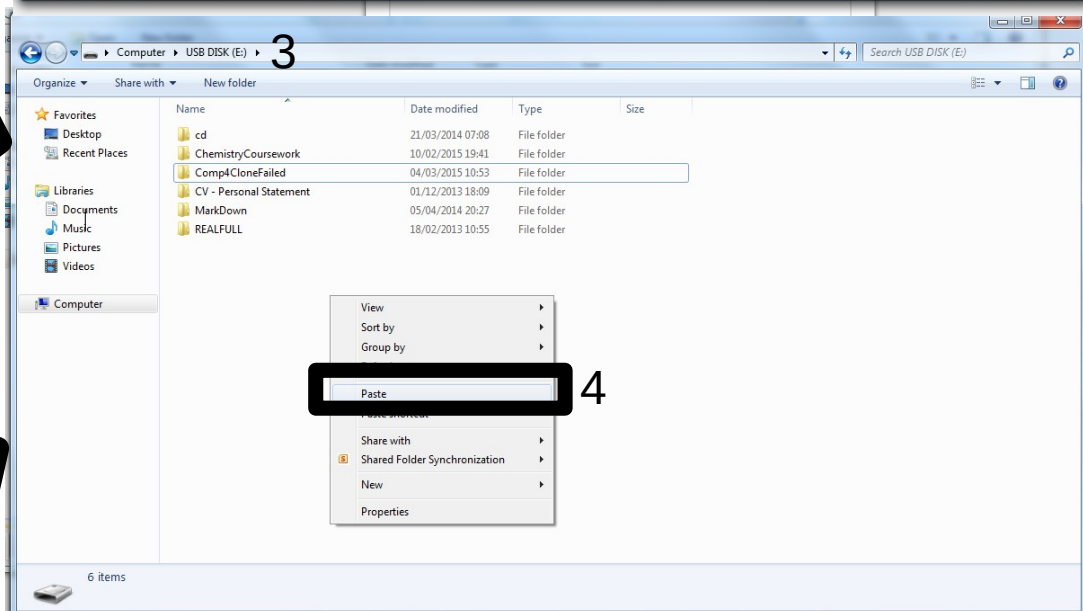 Computer ▸ USB DISK (E:) ▸ 3
Search USB DISK (E:)
Organize Share with New folder
Name Date modified Type Size
Favorites
Desktop
Recent Places
Libraries
Documents
Music
Pictures
Videos
Computer
cd 21/03/2014 07:08 File folder
ChemistryCoursework 10/02/2015 19:41 File folder
Comp4CloneFailed 04/03/2015 10:53 File folder
CV - Personal Statement 01/12/2013 18:09 File folder
MarkDown 05/04/2014 20:27 File folder
REALFULL 18/02/2013 10:55 File folder
View
Sort by
Group by
Paste 4
Paste shortcut
Share with
Shared Folder Synchronization
New
Properties
6 items